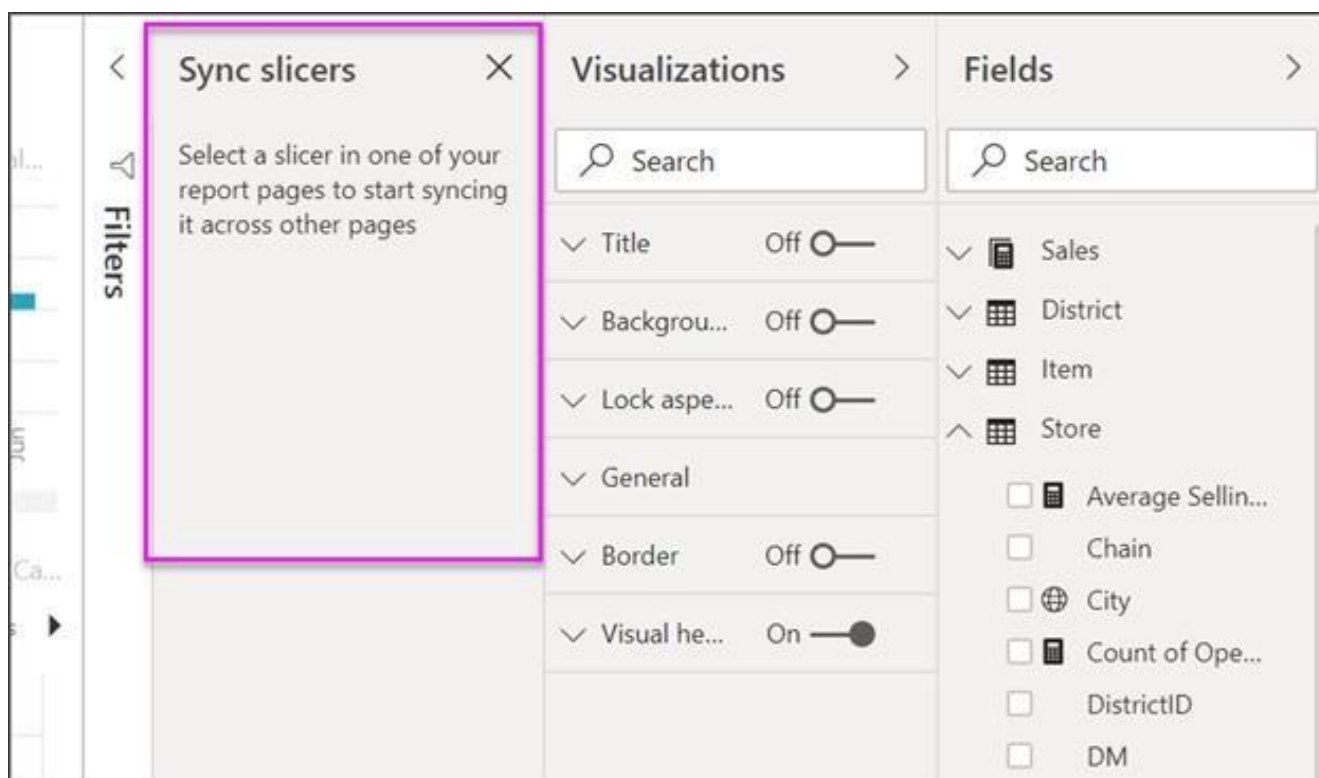 Sync slicers
Select a slicer in one of your
report pages to start syncing
it across other pages
Filters
Visualizations
Search
Title Off
Backgrou... Off
Lock aspe... Off
General
Border Off
Visual he... On
Fields
Search
Sales
District
Item
Store
Average Sellin...
Chain
City
Count of Ope...
DistrictID
DM
Ca...